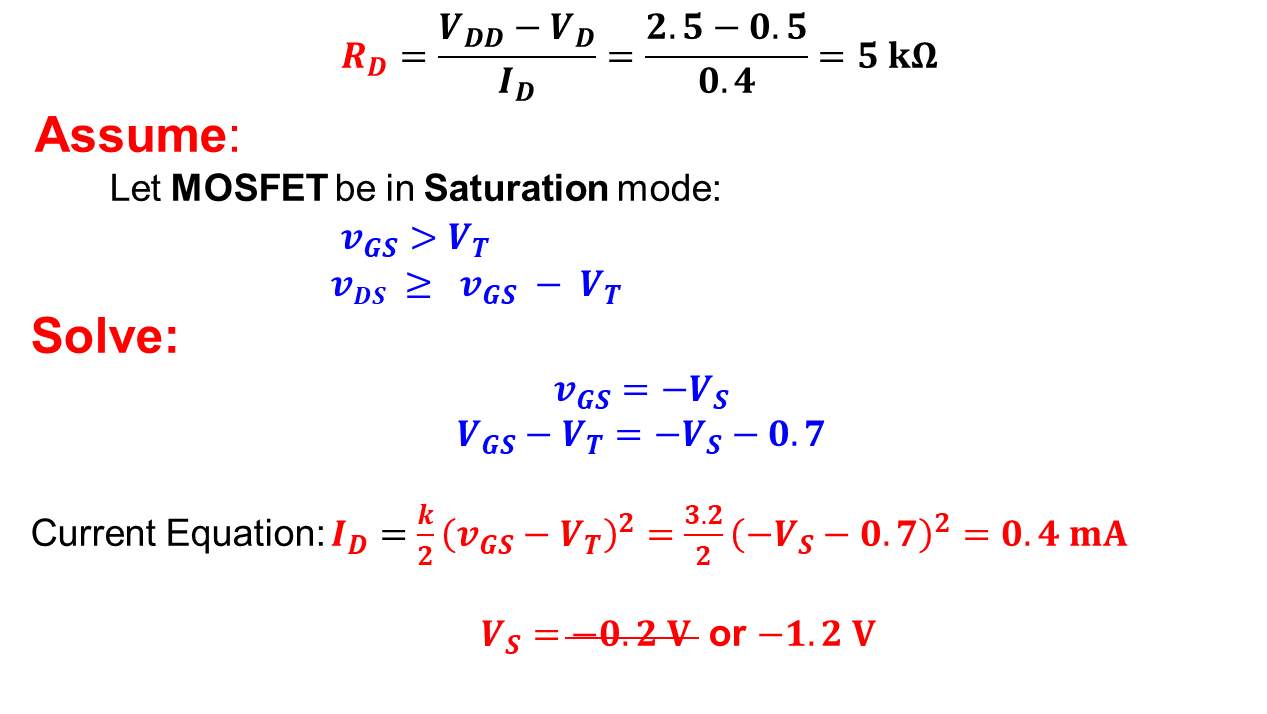 R_D = (V_DD − V_D) / I_D = (2.5 − 0.5) / 0.4 = 5 kΩ
Assume:
Let MOSFET be in Saturation mode:
v_GS > V_T
v_DS ≥ v_GS − V_T
Solve:
v_GS = −V_S
V_GS − V_T = −V_S − 0.7
Current Equation: I_D = k/2 (v_GS − V_T)² = 3.2/2 (−V_S − 0.7)² = 0.4 mA
V_S = −0.2 V or −1.2 V